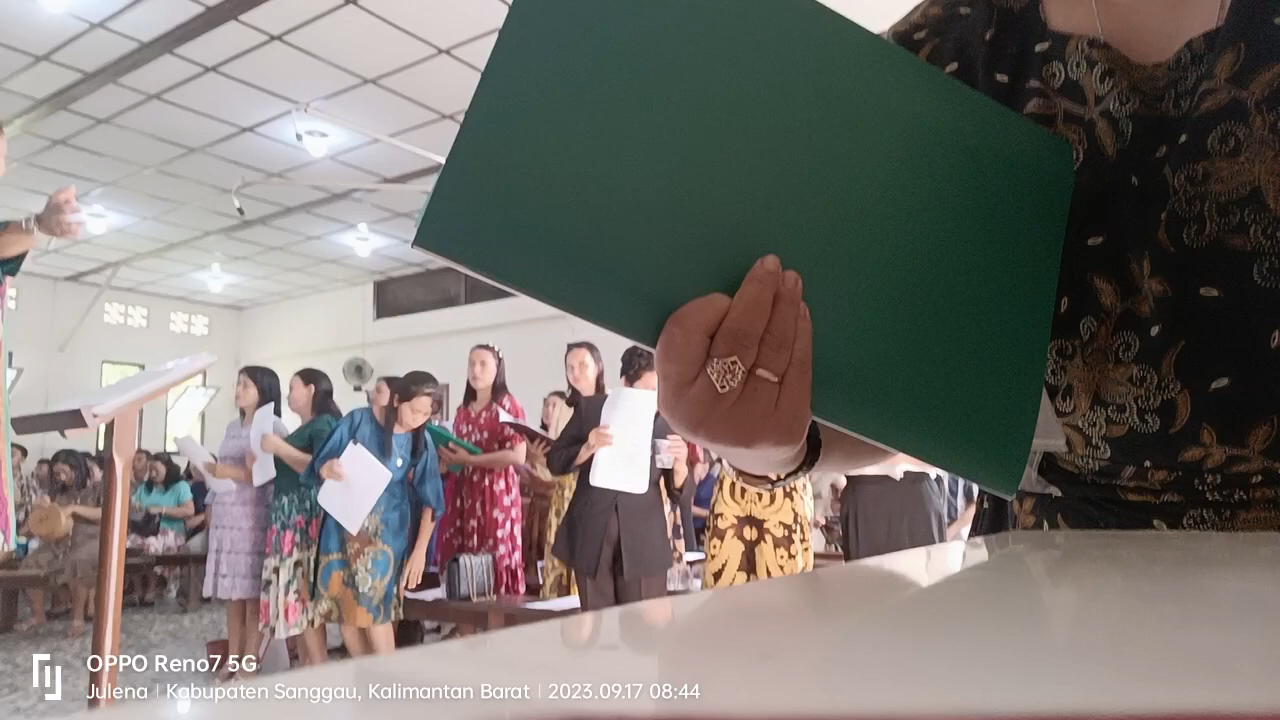 OPPO Reno7 5G
Julena | Kabupaten Sanggau, Kalimantan Barat | 2023.09.17 08:44